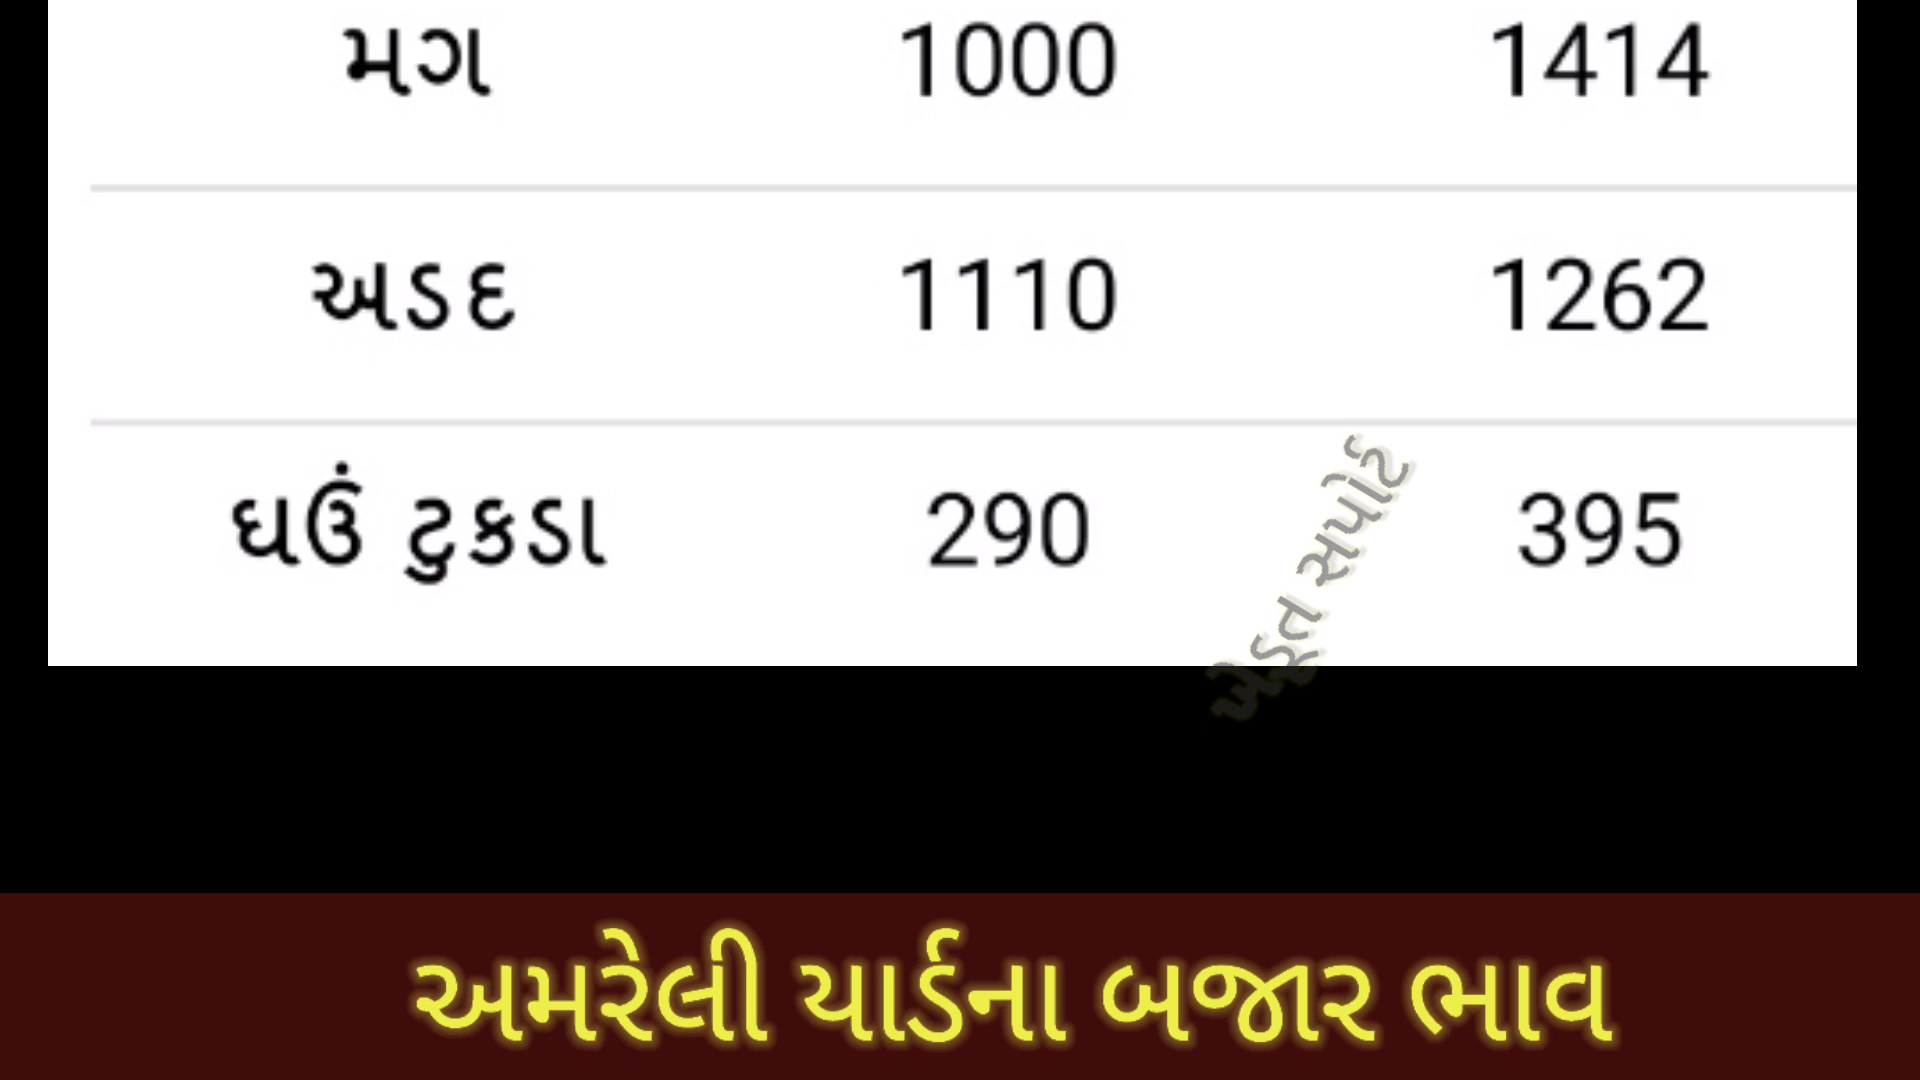 મગ 1000 1414
અડદ 1110 1262
ઘઉં ટુકડા 290 395
ખેડૂત સપોર્ટ
અમરેલી યાર્ડના બજાર ભાવ